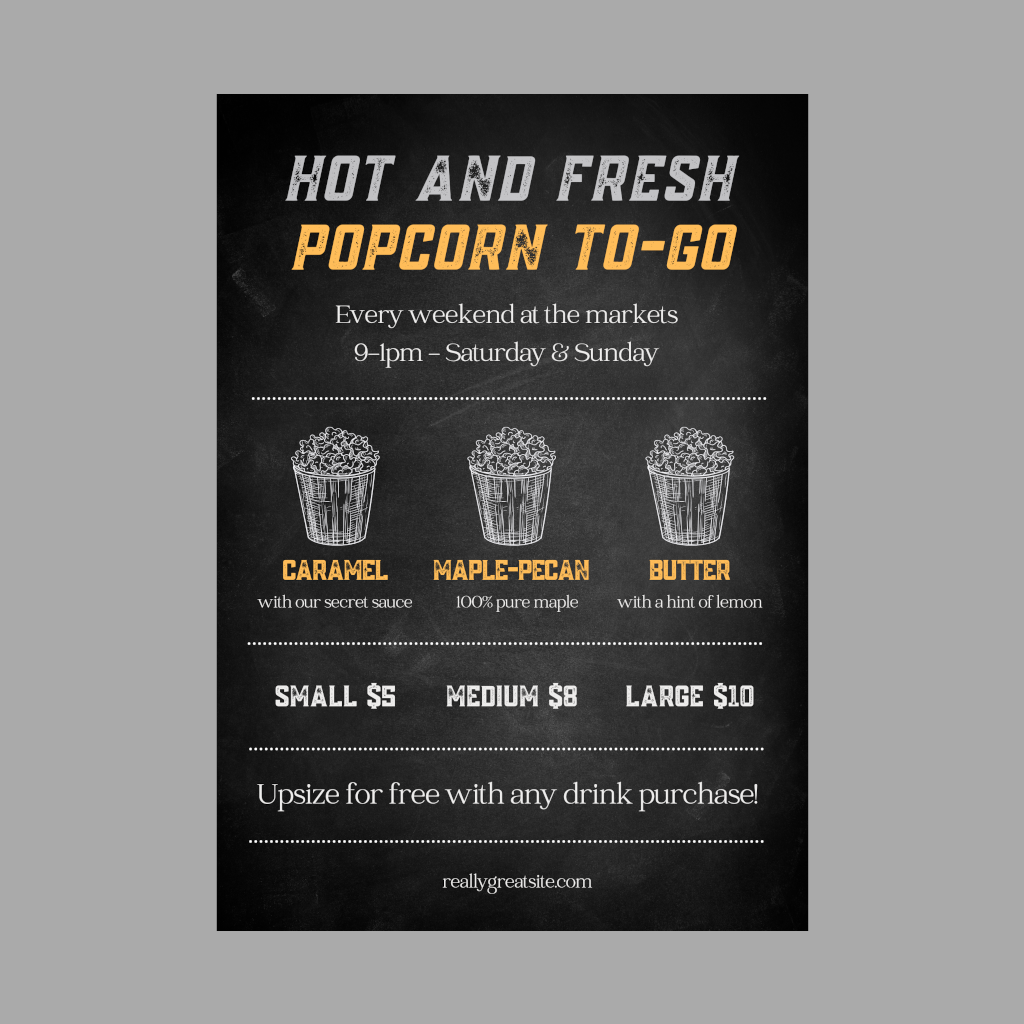 HOT AND FRESH
POPCORN TO-GO
Every weekend at the markets
9-1pm - Saturday & Sunday
CARAMEL MAPLE-PECAN BUTTER
with our secret sauce 100% pure maple with a hint of lemon
SMALL $5 MEDIUM $8 LARGE $10
Upsize for free with any drink purchase!
reallygreatsite.com